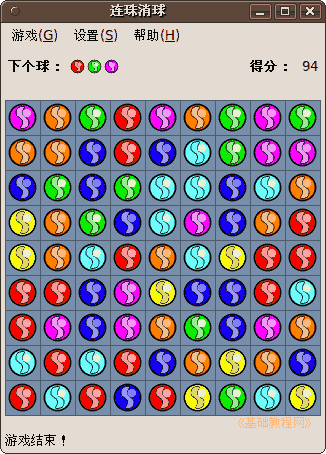 连珠消球
游戏(G) 设置(S) 帮助(H)
下个球： 得分： 94
《基础教程网》
游戏结束！